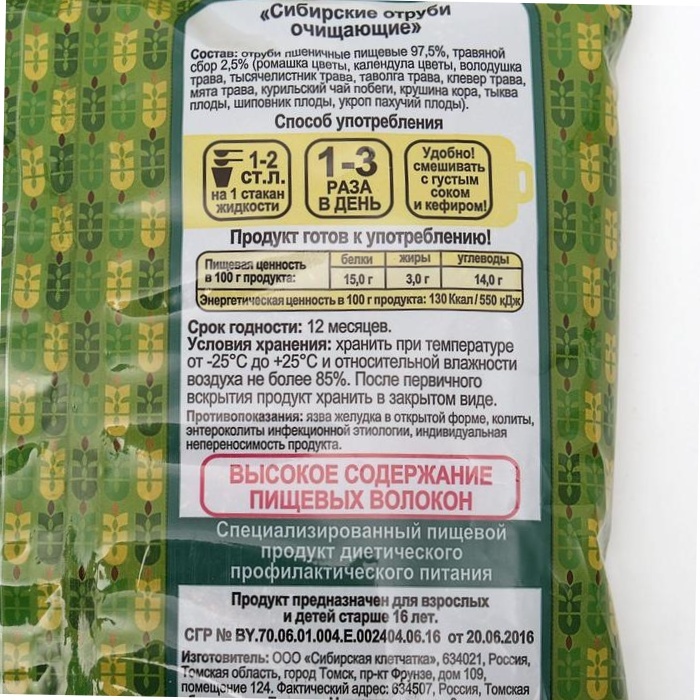 «Сибирские отруби
очищающие»
Состав: отруби пшеничные пищевые 97,5%, травяной
сбор 2,5% (ромашка цветы, календула цветы, володушка
трава, тысячелистник трава, таволга трава, клевер трава,
мята трава, курильский чай побеги, крушина кора, тыква
плоды, шиповник плоды, укроп пахучий плоды).
Способ употребления
1-2
ст.л.
на 1 стакан
жидкости
1-3
РАЗА
В ДЕНЬ
Удобно!
смешивать
с густым
соком
и кефиром!
Продукт готов к употреблению!
Пищевая ценность
в 100 г продукта:
белки жиры углеводы
15,0 г 3,0 г 14,0 г
Энергетическая ценность в 100 г продукта: 130 Ккал/ 550 кДж
Срок годности: 12 месяцев.
Условия хранения: хранить при температуре
от -25°С до +25°С и относительной влажности
воздуха не более 85%. После первичного
вскрытия продукт хранить в закрытом виде.
Противопоказания: язва желудка в открытой форме, колиты,
энтероколиты инфекционной этиологии, индивидуальная
непереносимость продукта.
ВЫСОКОЕ СОДЕРЖАНИЕ
ПИЩЕВЫХ ВОЛОКОН
Специализированный пищевой
продукт диетического
профилактического питания
Продукт предназначен для взрослых
и детей старше 16 лет.
СГР № BY.70.06.01.004.Е.002404.06.16 от 20.06.2016
Изготовитель: ООО «Сибирская клетчатка», 634021, Россия,
Томская область, город Томск, пр-кт Фрунзе, дом 109,
помещение 124. Фактический адрес: 634507, Россия, Томская